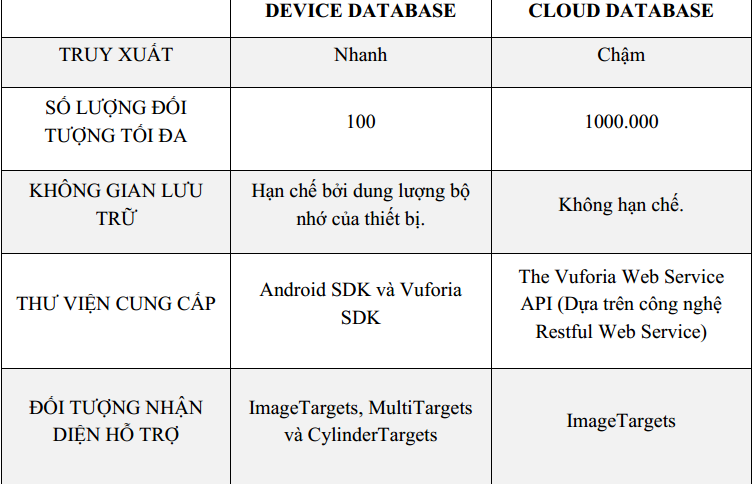 DEVICE DATABASE CLOUD DATABASE
TRUY XUẤT Nhanh Chậm
SỐ LƯỢNG ĐỐI
TƯỢNG TỐI ĐA
100 1000.000
KHÔNG GIAN LƯU
TRỮ
Hạn chế bởi dung lượng bộ
nhớ của thiết bị.
Không hạn chế.
THƯ VIỆN CUNG CẤP
Android SDK và Vuforia
SDK
The Vuforia Web Service
API (Dựa trên công nghệ
Restful Web Service)
ĐỐI TƯỢNG NHẬN
DIỆN HỖ TRỢ
ImageTargets, MultiTargets
và CylinderTargets
ImageTargets